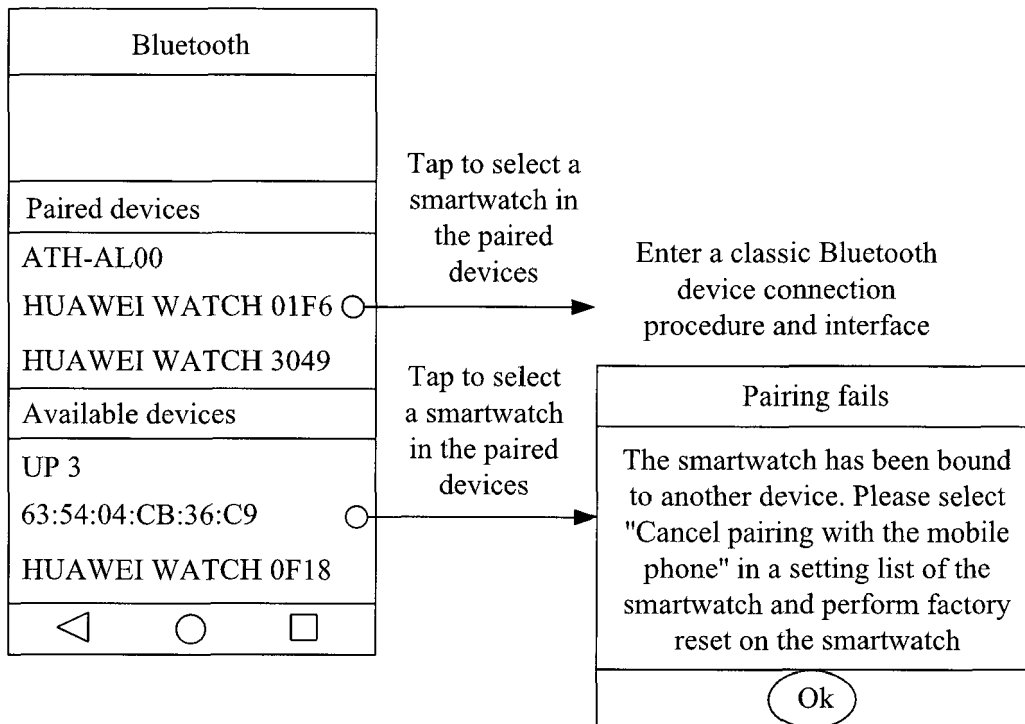 Bluetooth
Paired devices
ATH-AL00
HUAWEI WATCH 01F6
HUAWEI WATCH 3049
Available devices
UP 3
63:54:04:CB:36:C9
HUAWEI WATCH 0F18
Tap to select a
smartwatch in
the paired
devices
Enter a classic Bluetooth
device connection
procedure and interface
Tap to select
a smartwatch
in the paired
devices
Pairing fails
The smartwatch has been bound
to another device. Please select
"Cancel pairing with the mobile
phone" in a setting list of the
smartwatch and perform factory
reset on the smartwatch
Ok